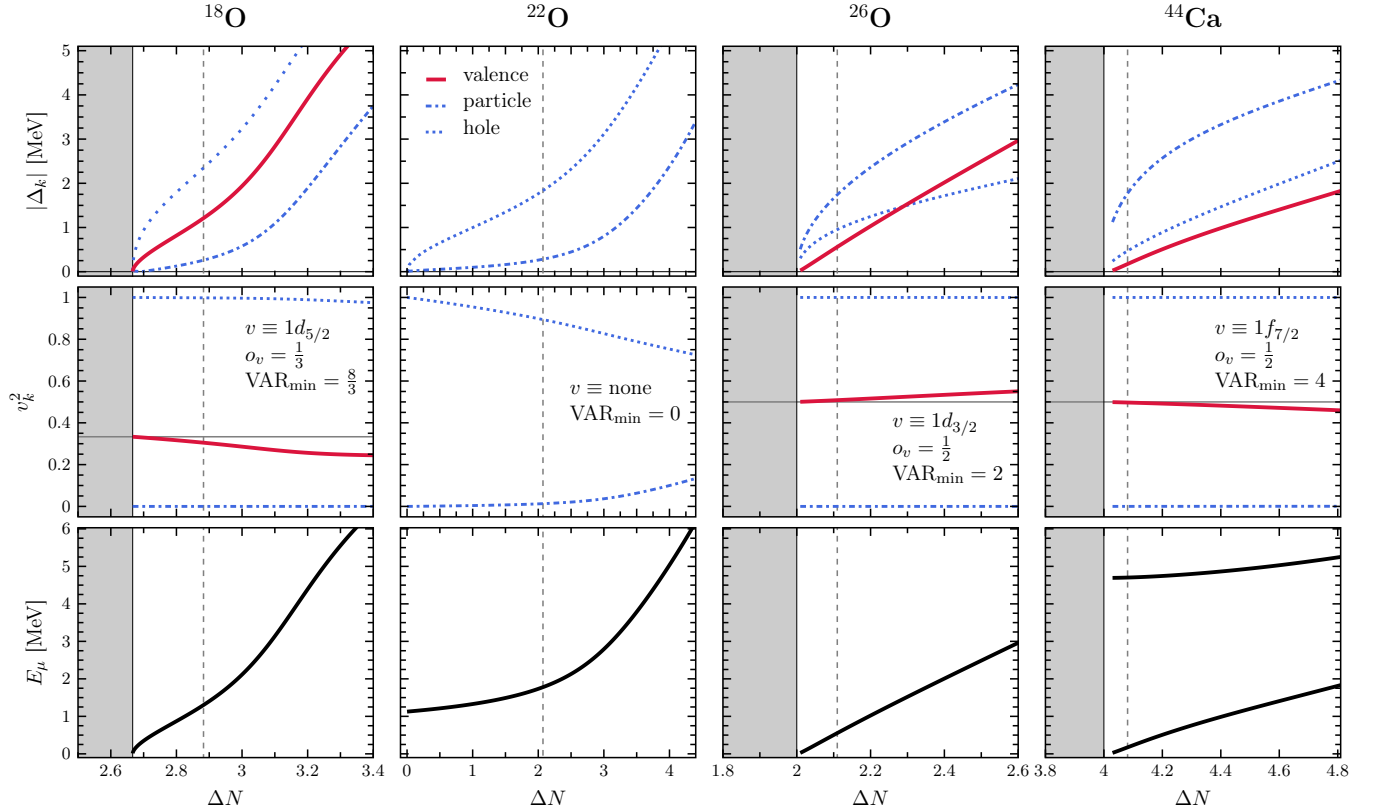 ¹⁸O ²²O ²⁶O ⁴⁴Ca
|Δₖ| [MeV]
5
4
3
2
1
0
valence
particle
hole
v²ₖ
1
0.8
0.6
0.4
0.2
0
v ≡ 1d₅/₂
oᵥ = 1/3
VARₘᵢₙ = 8/3
v ≡ none
VARₘᵢₙ = 0
v ≡ 1d₃/₂
oᵥ = 1/2
VARₘᵢₙ = 2
v ≡ 1f₇/₂
oᵥ = 1/2
VARₘᵢₙ = 4
E_μ [MeV]
6
5
4
3
2
1
0
2.6 2.8 3 3.2 3.4 0 1 2 3 4 1.8 2 2.2 2.4 2.6 3.8 4 4.2 4.4 4.6 4.8
ΔN ΔN ΔN ΔN